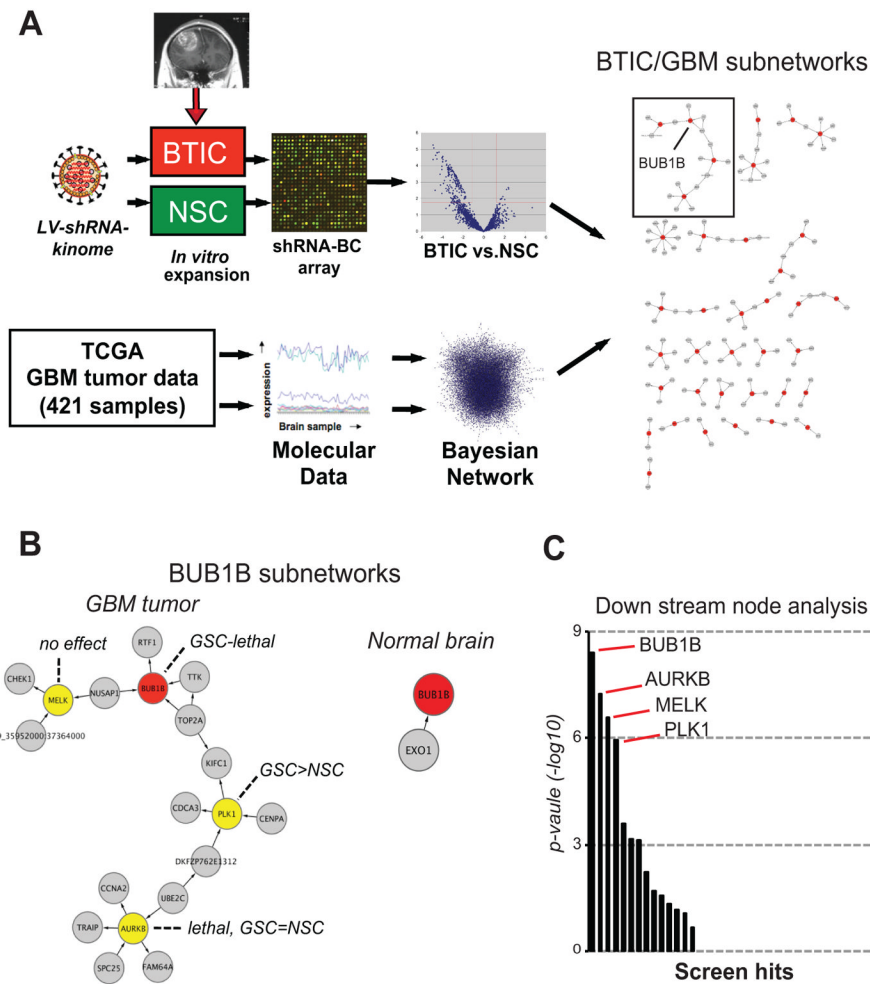 A
BTIC/GBM subnetworks
BUB1B
BTIC
NSC
LV-shRNA-
kinome
In vitro
expansion
shRNA-BC
array
BTIC vs.NSC
TCGA
GBM tumor data
(421 samples)
expression
Brain sample
Molecular
Data
Bayesian
Network
B
BUB1B subnetworks
GBM tumor
no effect
GSC-lethal
RTF1
CHEK1
MELK
NUSAP1
BUB1B
TTK
TOP2A
_35952000:37364000
KIFC1
GSC>NSC
CDCA3
PLK1
CENPA
DKFZP762E1312
CCNA2
UBE2C
TRAIP
AURKB
lethal, GSC=NSC
SPC25
FAM64A
Normal brain
BUB1B
EXO1
C
Down stream node analysis
9
BUB1B
AURKB
MELK
PLK1
6
3
0
p-vaule (-log10)
Screen hits